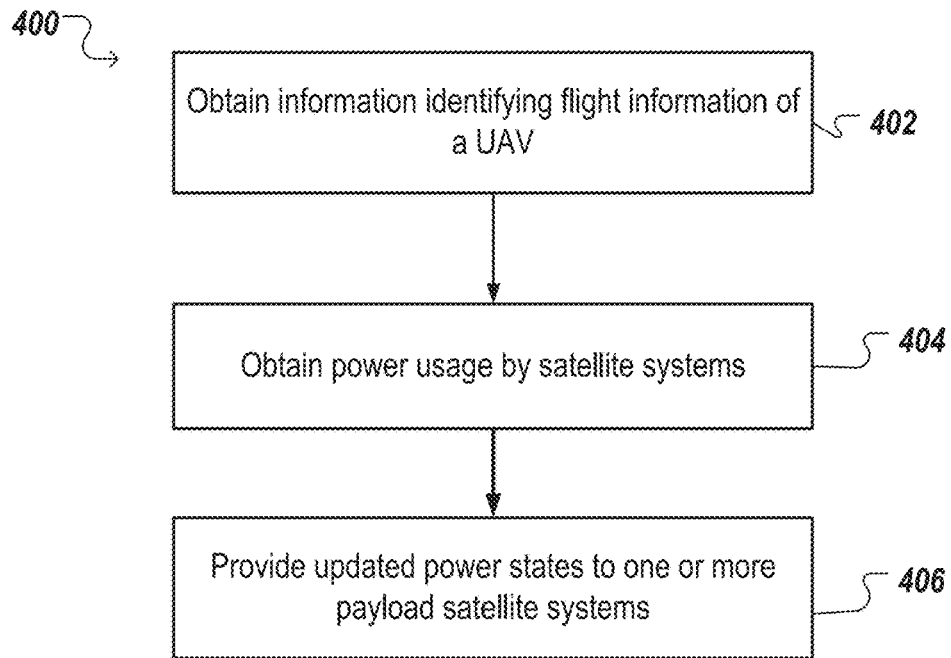 400
Obtain information identifying flight information of
a UAV
402
Obtain power usage by satellite systems
404
Provide updated power states to one or more
payload satellite systems
406